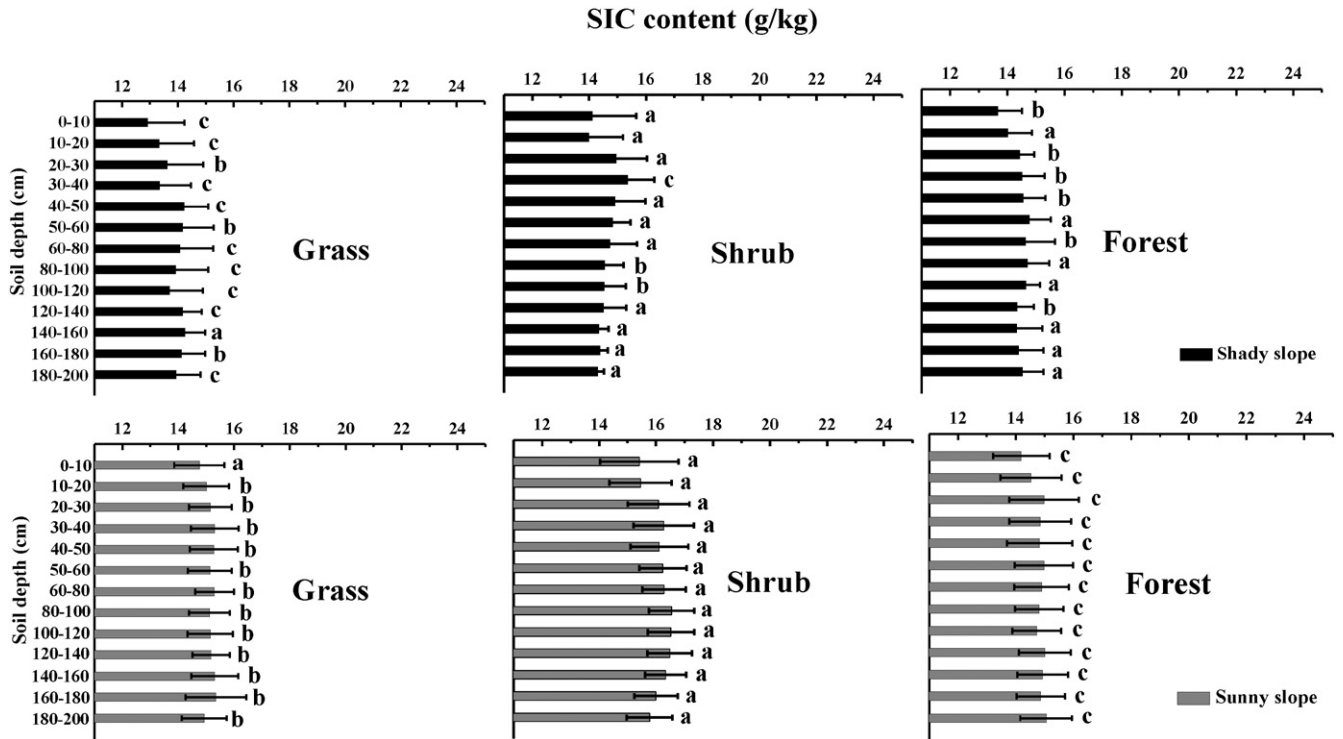 SIC content (g/kg)
12 14 16 20 22 24
12 14 16 20 22 24
12 14 16 20 22 24
Soil depth (cm)
0-10 c a b
10-20 c a a
20-30 b a b
30-40 c c b
40-50 c a b
50-60 b a a
60-80 c a b
80-100 c b a
100-120 c b a
120-140 c a b
140-160 a a a
160-180 b a a
180-200 c a a
Grass
Shrub
Forest
Shady slope
12 14 16 18 20 22 24
12 14 16 18 20 22 24
12 14 16 18 20 22 24
Soil depth (cm)
0-10 a a c
10-20 b a c
20-30 b a c
30-40 b a c
40-50 b a c
50-60 b a c
60-80 b a c
80-100 b a c
100-120 b a c
120-140 b a c
140-160 b a c
160-180 b a c
180-200 b a c
Grass
Shrub
Forest
Sunny slope